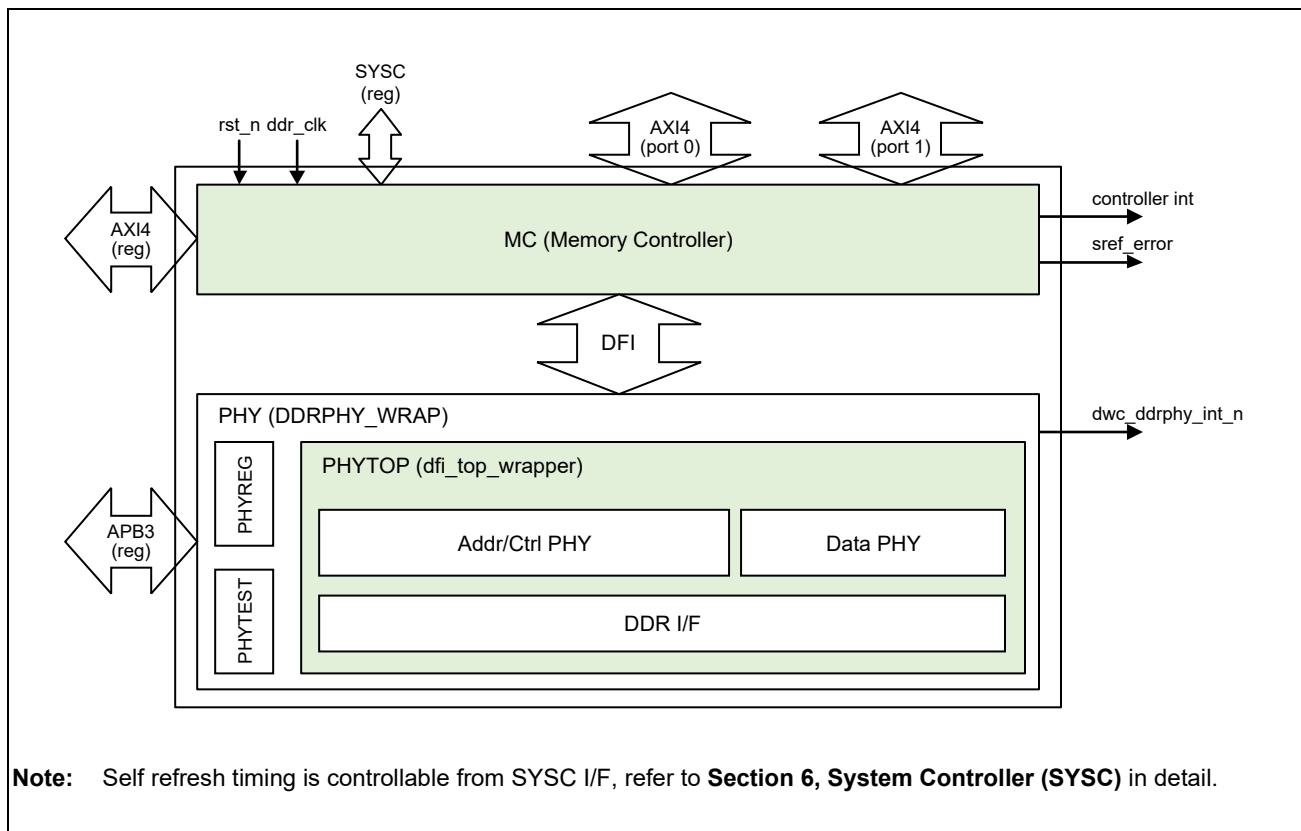 SYSC
(reg)
rst_n ddr_clk
AXI4
(port 0)
AXI4
(port 1)
AXI4
(reg)
MC (Memory Controller)
controller int
sref_error
DFI
PHY (DDRPHY_WRAP)
dwc_ddrphy_int_n
PHYREG
PHYTOP (dfi_top_wrapper)
APB3
(reg)
Addr/Ctrl PHY
Data PHY
PHYTEST
DDR I/F
Note: Self refresh timing is controllable from SYSC I/F, refer to Section 6, System Controller (SYSC) in detail.